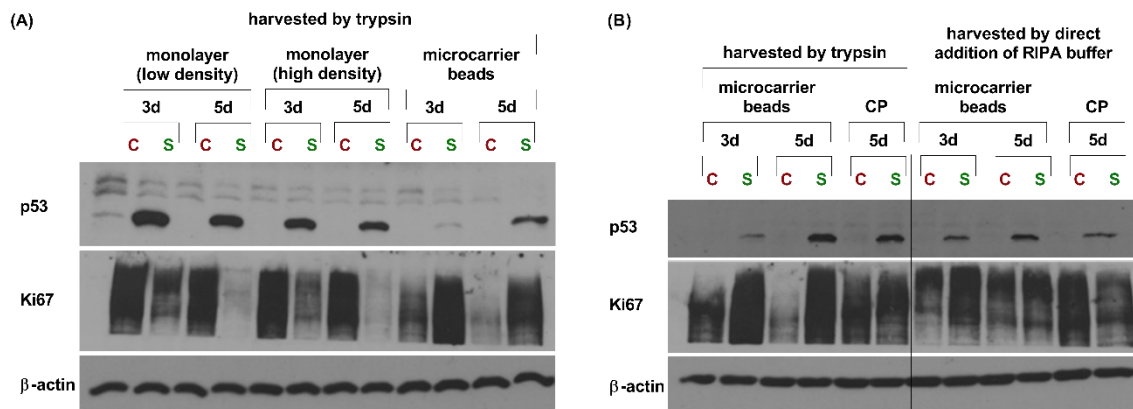 (A)
harvested by trypsin
monolayer
(low density)
monolayer
(high density)
microcarrier
beads
3d 5d 3d 5d 3d 5d
C S C S C S C S C S C S
p53
Ki67
β-actin
(B)
harvested by trypsin
harvested by direct
addition of RIPA buffer
microcarrier
beads
CP
microcarrier
beads
CP
3d 5d 5d 3d 5d 5d
C S C S C S C S C S C S
p53
Ki67
β-actin